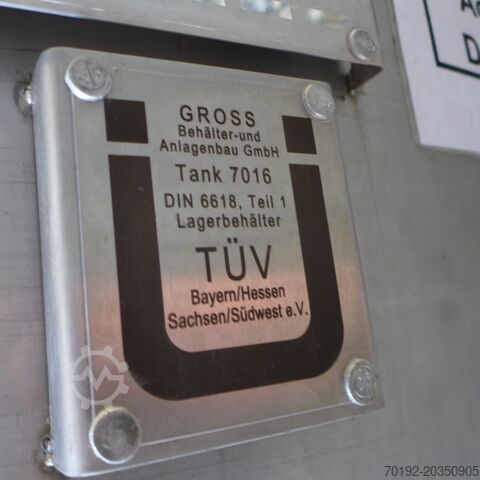 GROSS
Behälter-und
Anlagenbau GmbH
Tank 7016
DIN 6618, Teil 1
Lagerbehälter
TÜV
Bayern/Hessen
Sachsen/Südwest e.V.
70192-20350905